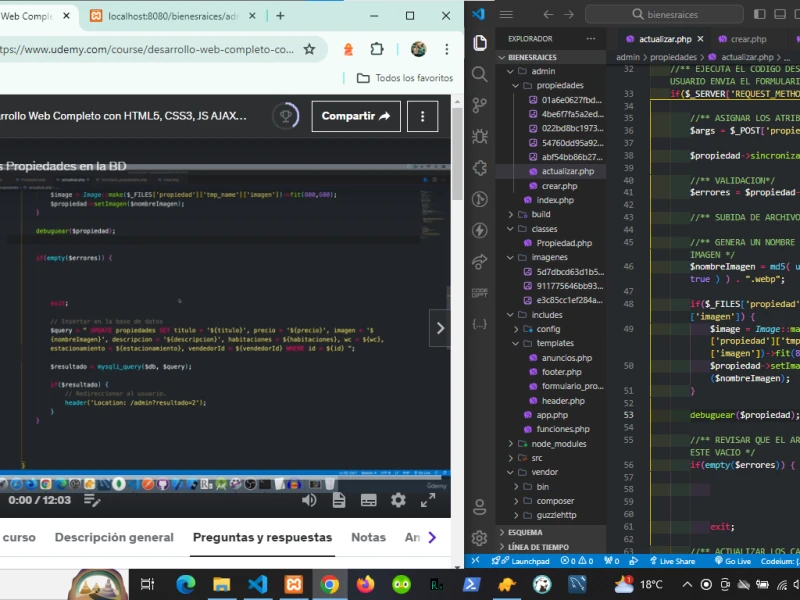 Web Comple
localhost:8080/bienesraices/adm
ttps://www.udemy.com/course/desarrollo-web-completo-co...
Todos los favoritos
rrollo Web Completo con HTML5, CSS3, JS AJAX...
Compartir
s Propiedades en la BD
$image = Image::make($_FILES['propiedad']['tmp_name']['imagen'])->fit(800,600);
$propiedad->setImagen($nombreImagen);
}
debuguear($propiedad);
if(empty($errores)) {
exit;
// Insertar en la base de datos
$query = " UPDATE propiedades SET titulo = '${titulo}', precio = '${precio}', imagen = '$
{nombreImagen}', descripcion = '${descripcion}', habitaciones = ${habitaciones}, wc = ${wc},
estacionamiento = ${estacionamiento}, vendedorId = ${vendedorId} WHERE id = ${id} ";
$resultado = mysqli_query($db, $query);
if($resultado) {
// Redireccionar al usuario.
header('Location: /admin?resultado=2');
}
}
}
Udemy
0:00 / 12:03
curso
Descripción general
Preguntas y respuestas
Notas
An
bienesraices
EXPLORADOR
BIENESRAICES
admin
propiedades
01a6e0627fbd...
4be6f7fa5a2ed...
022bd8bc1973...
54760dd95a92...
abf54bb86b27...
actualizar.php
crear.php
index.php
build
classes
Propiedad.php
imagenes
5d7dbcd63d1b5...
911775646bb93...
e3c85cc1ef284a...
includes
config
templates
anuncios.php
footer.php
formulario_pro...
header.php
app.php
funciones.php
node_modules
src
vendor
bin
composer
guzzlehttp
ESQUEMA
LÍNEA DE TIEMPO
actualizar.php
crear.php
admin > propiedades > actualizar.php > ...
32 //** EJECUTA EL CODIGO DES
USUARIO ENVIA EL FORMULARI
33 if($_SERVER['REQUEST_METHO
34
35 //** ASIGNAR LOS ATRIB
36 $args = $_POST['propie
37
38 $propiedad->sincroniza
39
40 //** VALIDACION*/
41 $errores = $propiedad-
42
43 //** SUBIDA DE ARCHIVO
44
45 //** GENERA UN NOMBRE
IMAGEN */
46 $nombreImagen = md5( u
true ) ) . ".webp";
47
48 if($_FILES['propiedad'
['imagen']) {
49 $image = Image::ma
['propiedad']['tmp
['imagen'])->fit(8
50 $propiedad->setIma
($nombreImagen);
51 }
52
53 debuguear($propiedad);
54
55 //** REVISAR QUE EL AR
ESTE VACIO */
56 if(empty($errores)) {
57
58
59
60
61 exit;
62
63 //** ACTUALIZAR LOS CA
Launchpad
0
0
0
Live Share
Go Live
Codeium: {.
18°C